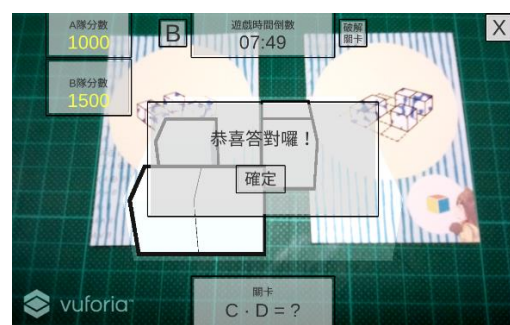 A隊分數
1000
B
遊戲時間倒數
07:49
破解
關卡
X
B隊分數
1500
恭喜答對囉！
確定
vuforia
關卡
C · D = ?